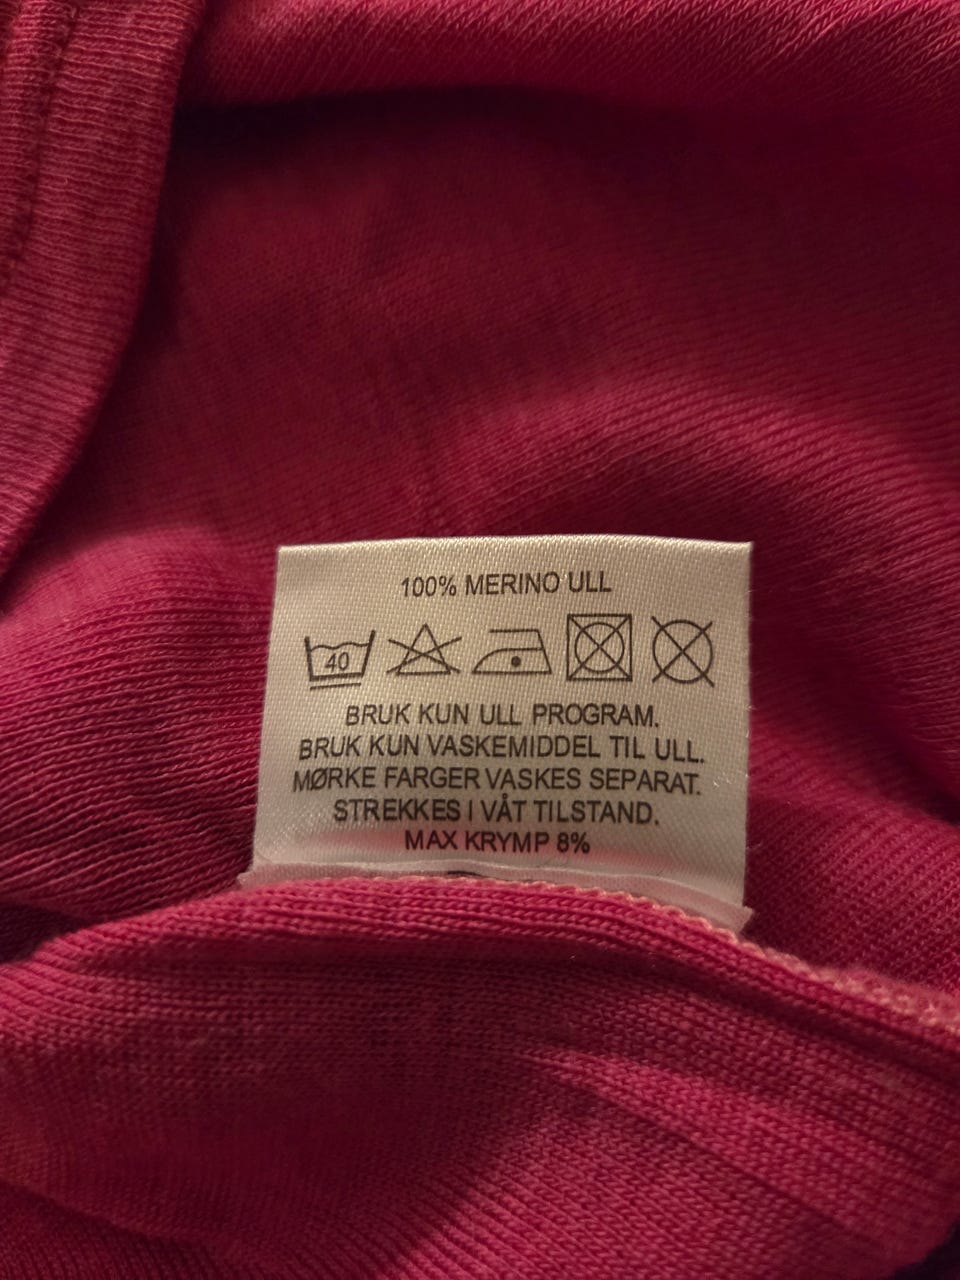 100% MERINO ULL
40
BRUK KUN ULL PROGRAM.
BRUK KUN VASKEMIDDEL TIL ULL.
MØRKE FARGER VASKES SEPARAT.
STREKKES I VÅT TILSTAND.
MAX KRYMP 8%